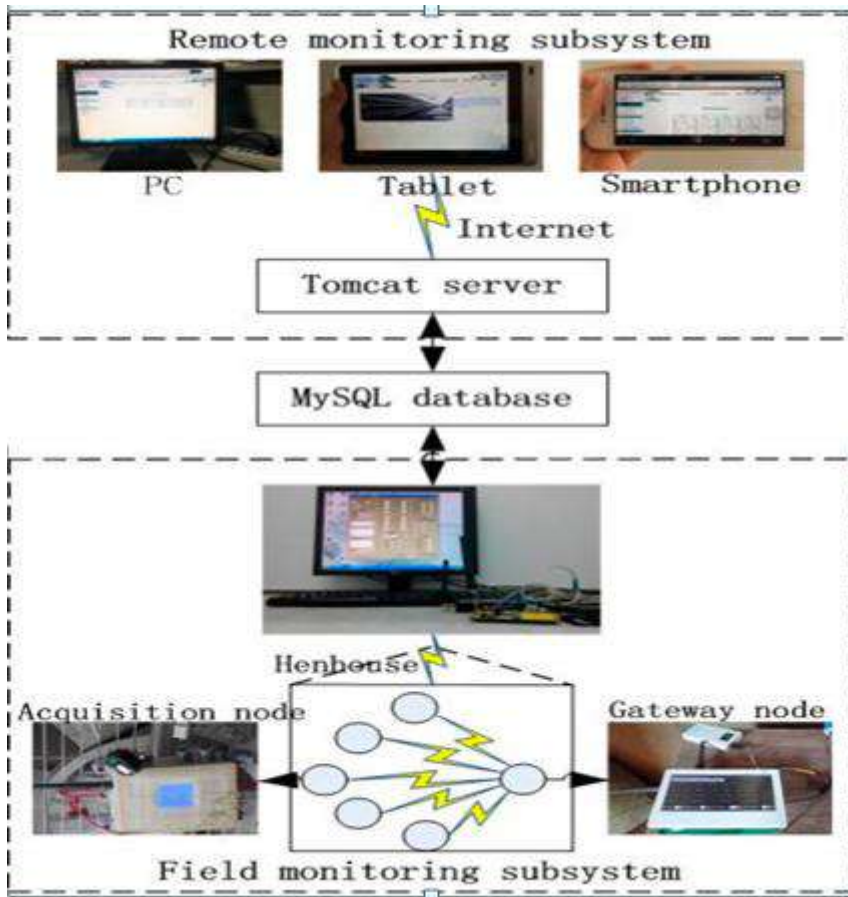 Remote monitoring subsystem
PC
Tablet
Smartphone
Internet
Tomcat server
MySQL database
Henhouse
Acquisition node
Gateway node
Field monitoring subsystem